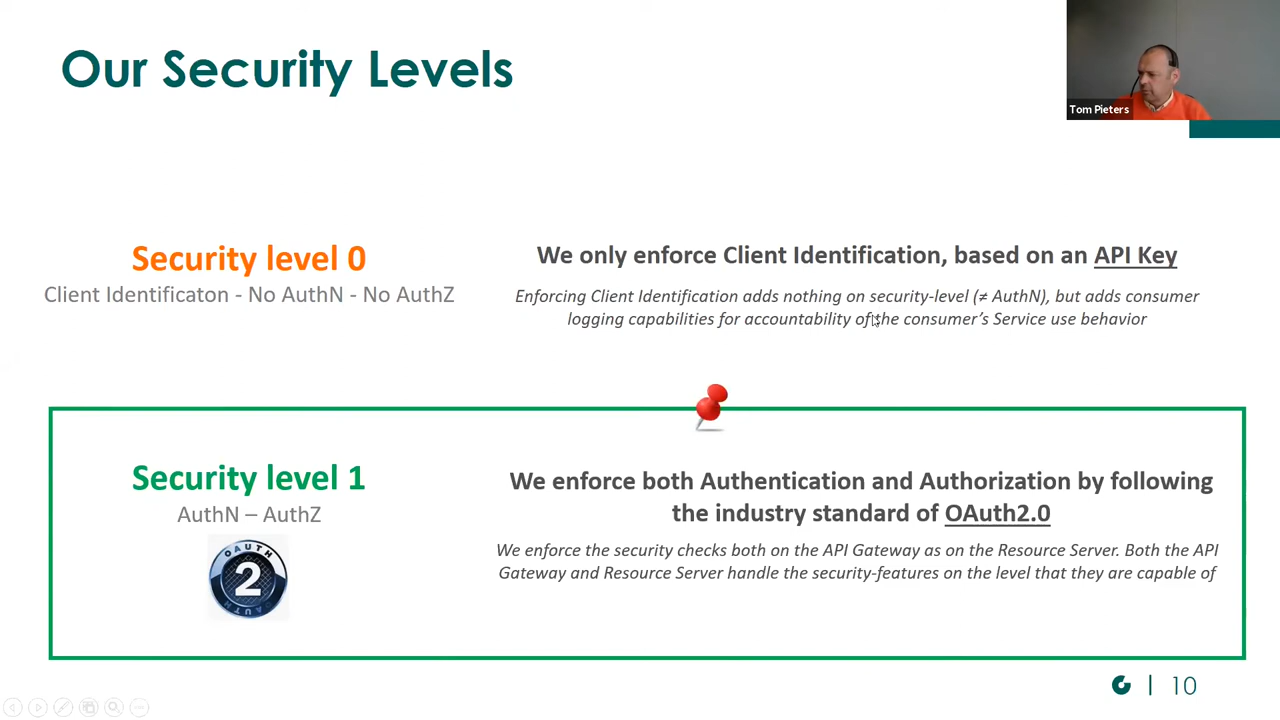 Our Security Levels
Tom Pieters
Security level 0
Client Identificaton - No AuthN - No AuthZ
We only enforce Client Identification, based on an API Key
Enforcing Client Identification adds nothing on security-level (≠ AuthN), but adds consumer
logging capabilities for accountability of the consumer's Service use behavior
Security level 1
AuthN – AuthZ
OAUTH
2
OAUTH
We enforce both Authentication and Authorization by following
the industry standard of OAuth2.0
We enforce the security checks both on the API Gateway as on the Resource Server. Both the API
Gateway and Resource Server handle the security-features on the level that they are capable of
10